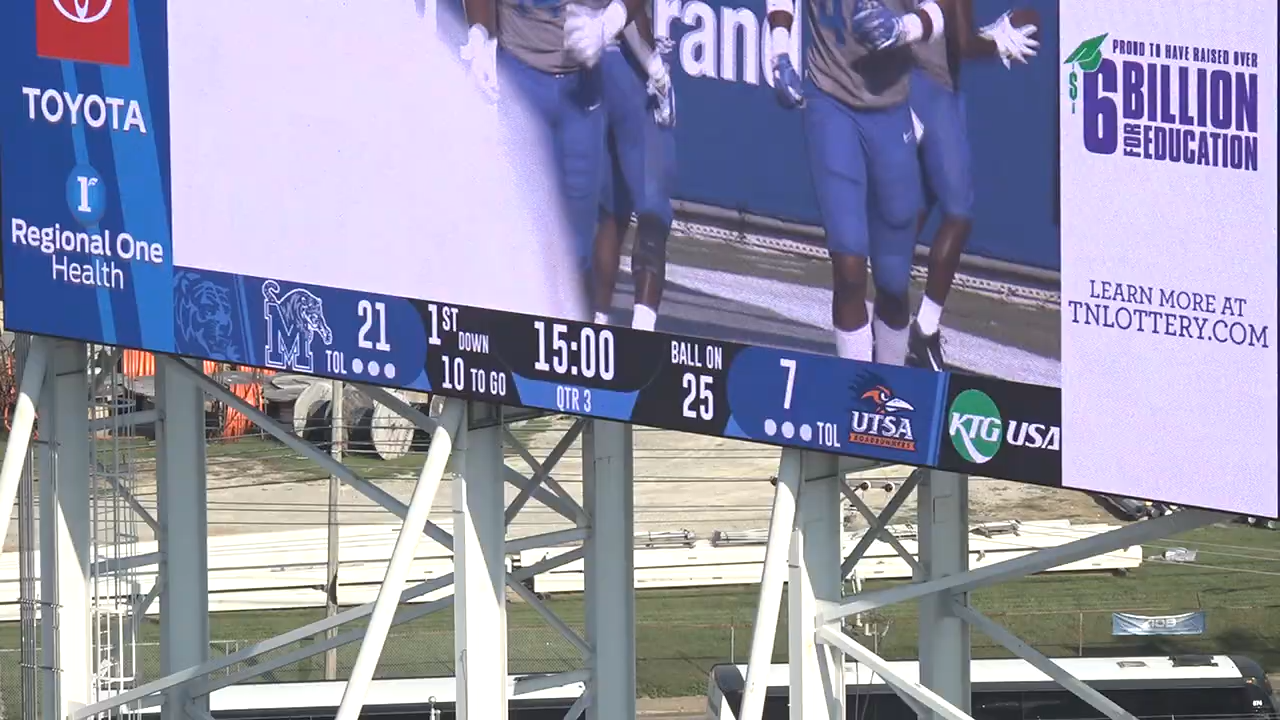 TOYOTA
1r
Regional One
Health
rand
PROUD TO HAVE RAISED OVER
$6 BILLION
FOR EDUCATION
LEARN MORE AT
TNLOTTERY.COM
M
21
TOL
1ST DOWN
10 TO GO
15:00
QTR 3
BALL ON
25
7
TOL
UTSA
ROADRUNNERS
KTG USA